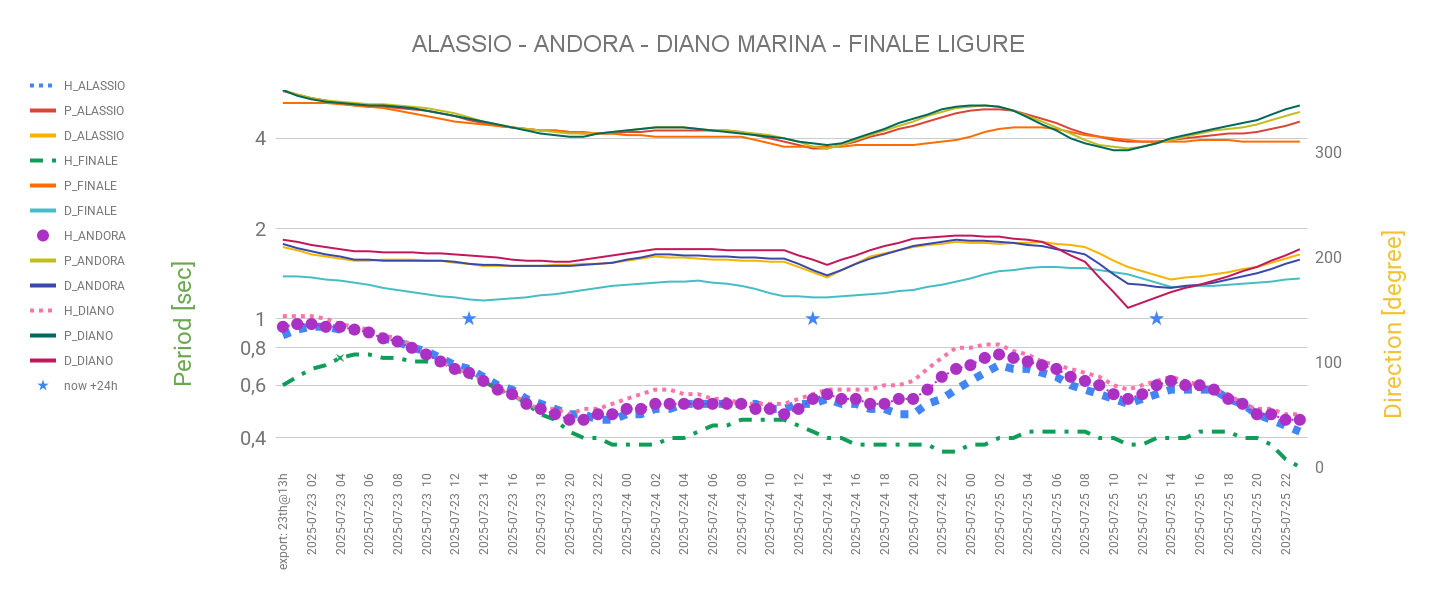 ALASSIO - ANDORA - DIANO MARINA - FINALE LIGURE
H_ALASSIO
P_ALASSIO
D_ALASSIO
H_FINALE
P_FINALE
D_FINALE
H_ANDORA
P_ANDORA
D_ANDORA
H_DIANO
P_DIANO
D_DIANO
now +24h
Period [sec]
4
2
1
0,8
0,6
0,4
300
200
100
0
Direction [degree]
export: 23th@13h
2025-07-23 02
2025-07-23 04
2025-07-23 06
2025-07-23 08
2025-07-23 10
2025-07-23 12
2025-07-23 14
2025-07-23 16
2025-07-23 18
2025-07-23 20
2025-07-23 22
2025-07-24 00
2025-07-24 02
2025-07-24 04
2025-07-24 06
2025-07-24 08
2025-07-24 10
2025-07-24 12
2025-07-24 14
2025-07-24 16
2025-07-24 18
2025-07-24 20
2025-07-24 22
2025-07-25 00
2025-07-25 02
2025-07-25 04
2025-07-25 06
2025-07-25 08
2025-07-25 10
2025-07-25 12
2025-07-25 14
2025-07-25 16
2025-07-25 18
2025-07-25 20
2025-07-25 22